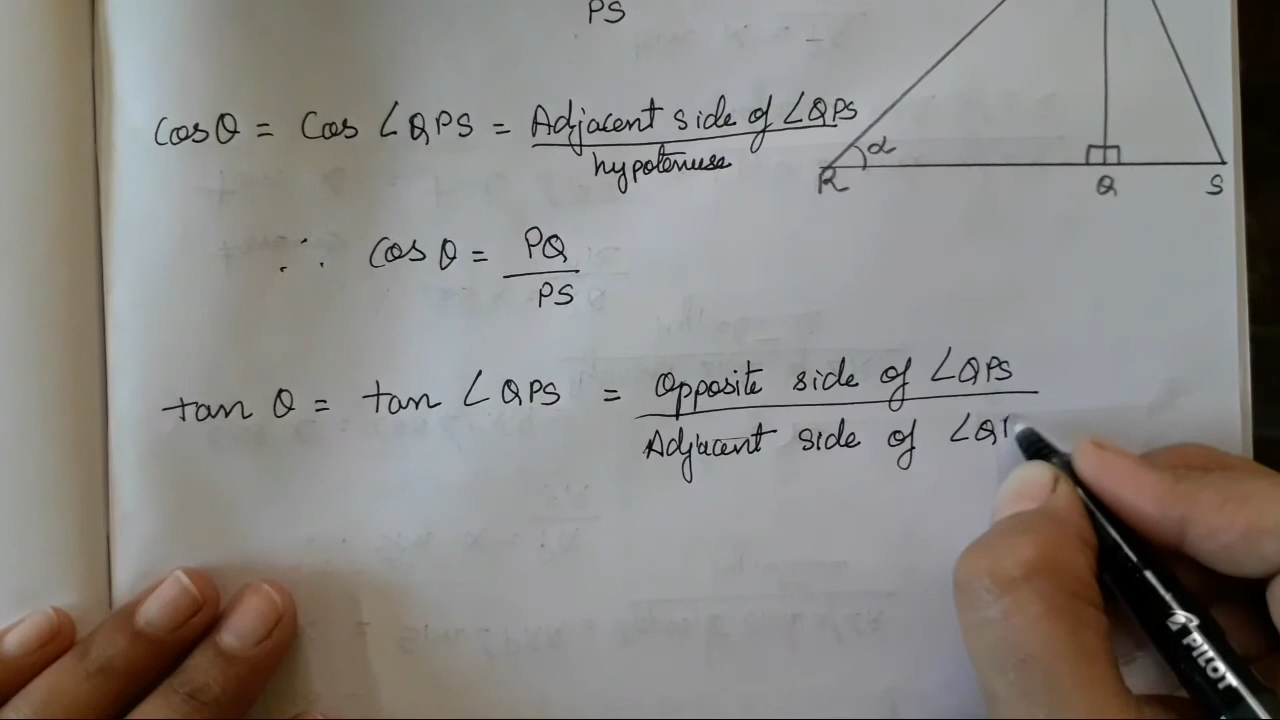 PS
Cos θ = Cos ∠QPS = Adjacent side of ∠QPS
hypotenuse
α
R Q S
∴ Cos θ = PQ
PS
tan θ = tan ∠QPS = Opposite side of ∠QPS
Adjacent side of ∠Q
PILOT